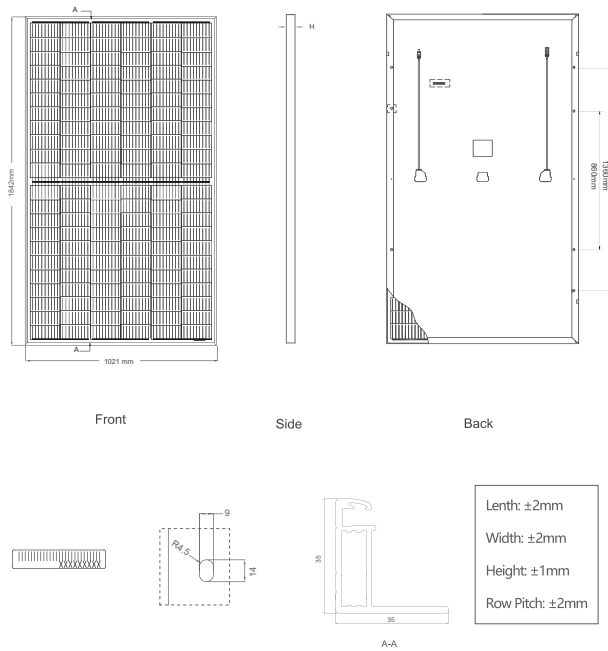 A
H
1842mm
1360mm
860mm
A
1021 mm
Front
Side
Back
9
R4.5
14
35
35
A-A
Lenth: ±2mm
Width: ±2mm
Height: ±1mm
Row Pitch: ±2mm